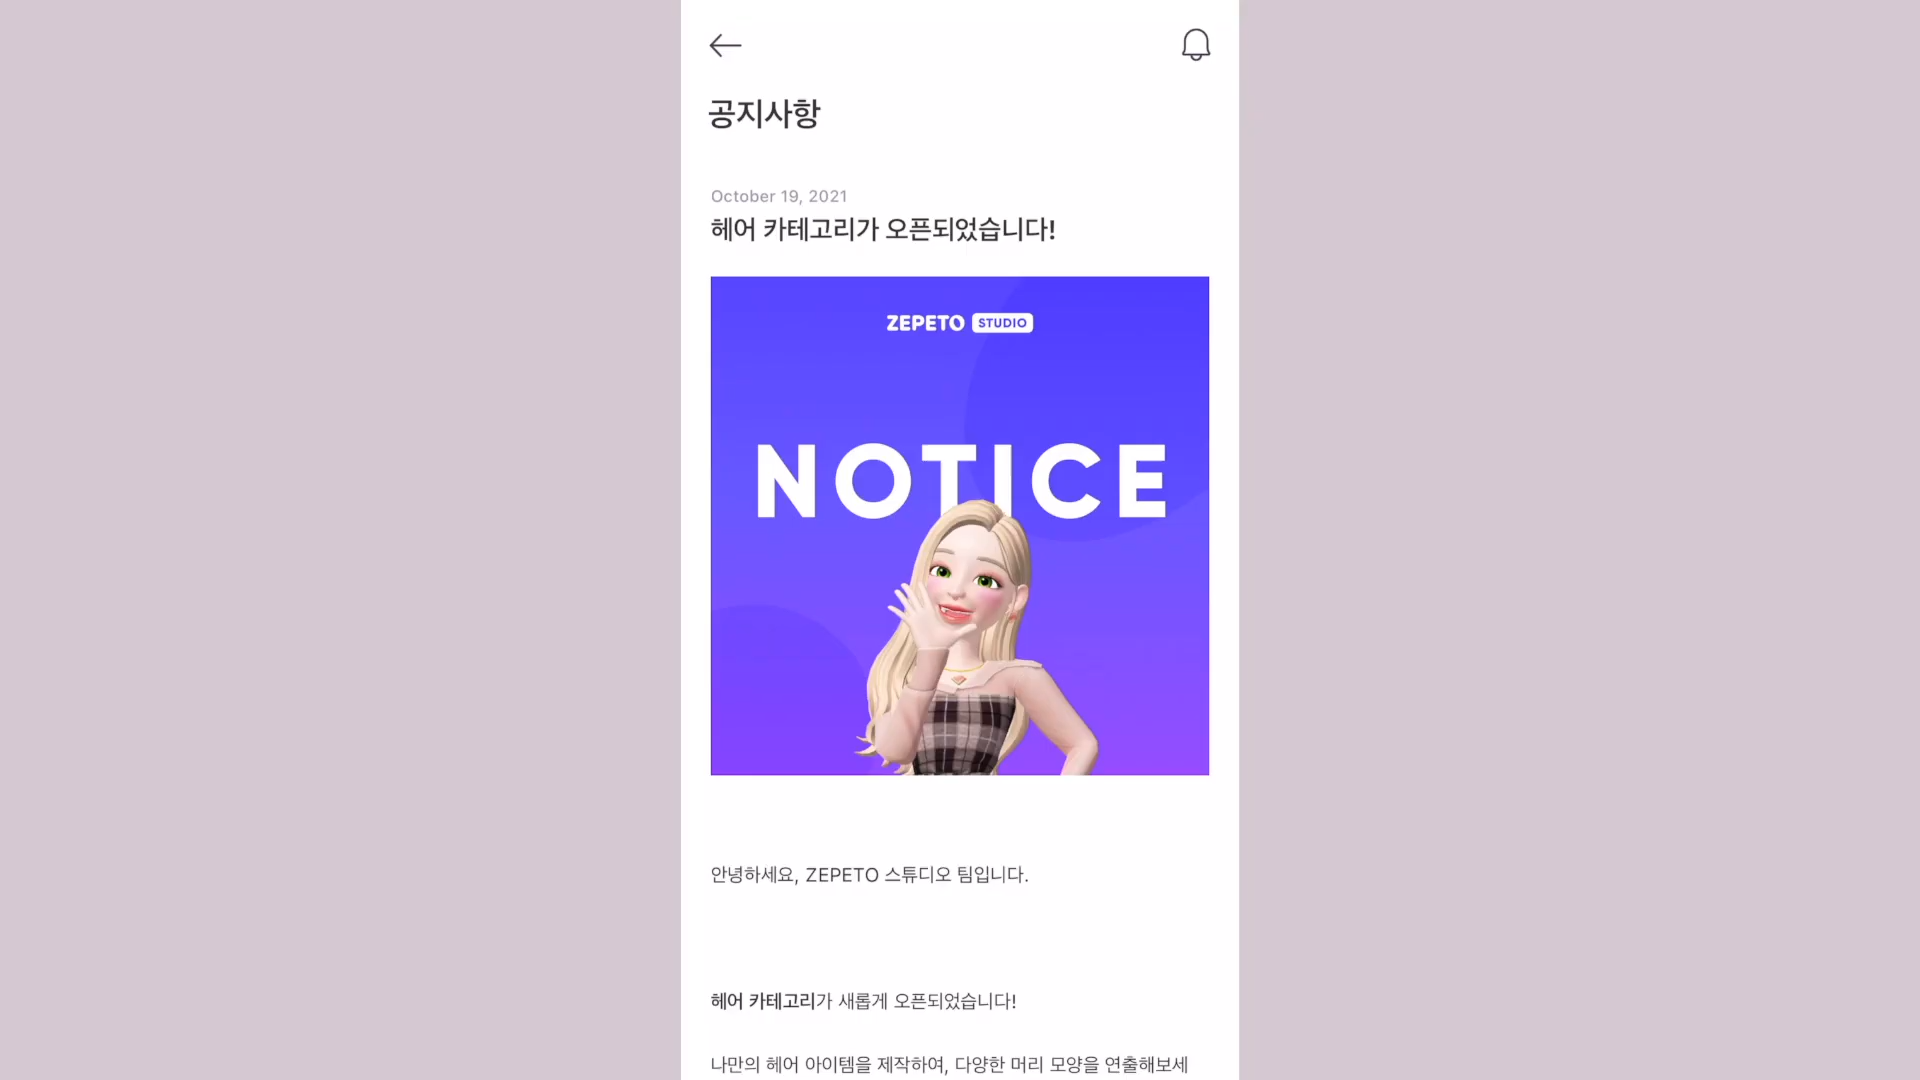 공지사항
October 19, 2021
헤어 카테고리가 오픈되었습니다!
ZEPETO STUDIO
NOTICE
안녕하세요, ZEPETO 스튜디오 팀입니다.
헤어 카테고리가 새롭게 오픈되었습니다!
나만의 헤어 아이템을 제작하여, 다양한 머리 모양을 연출해보세